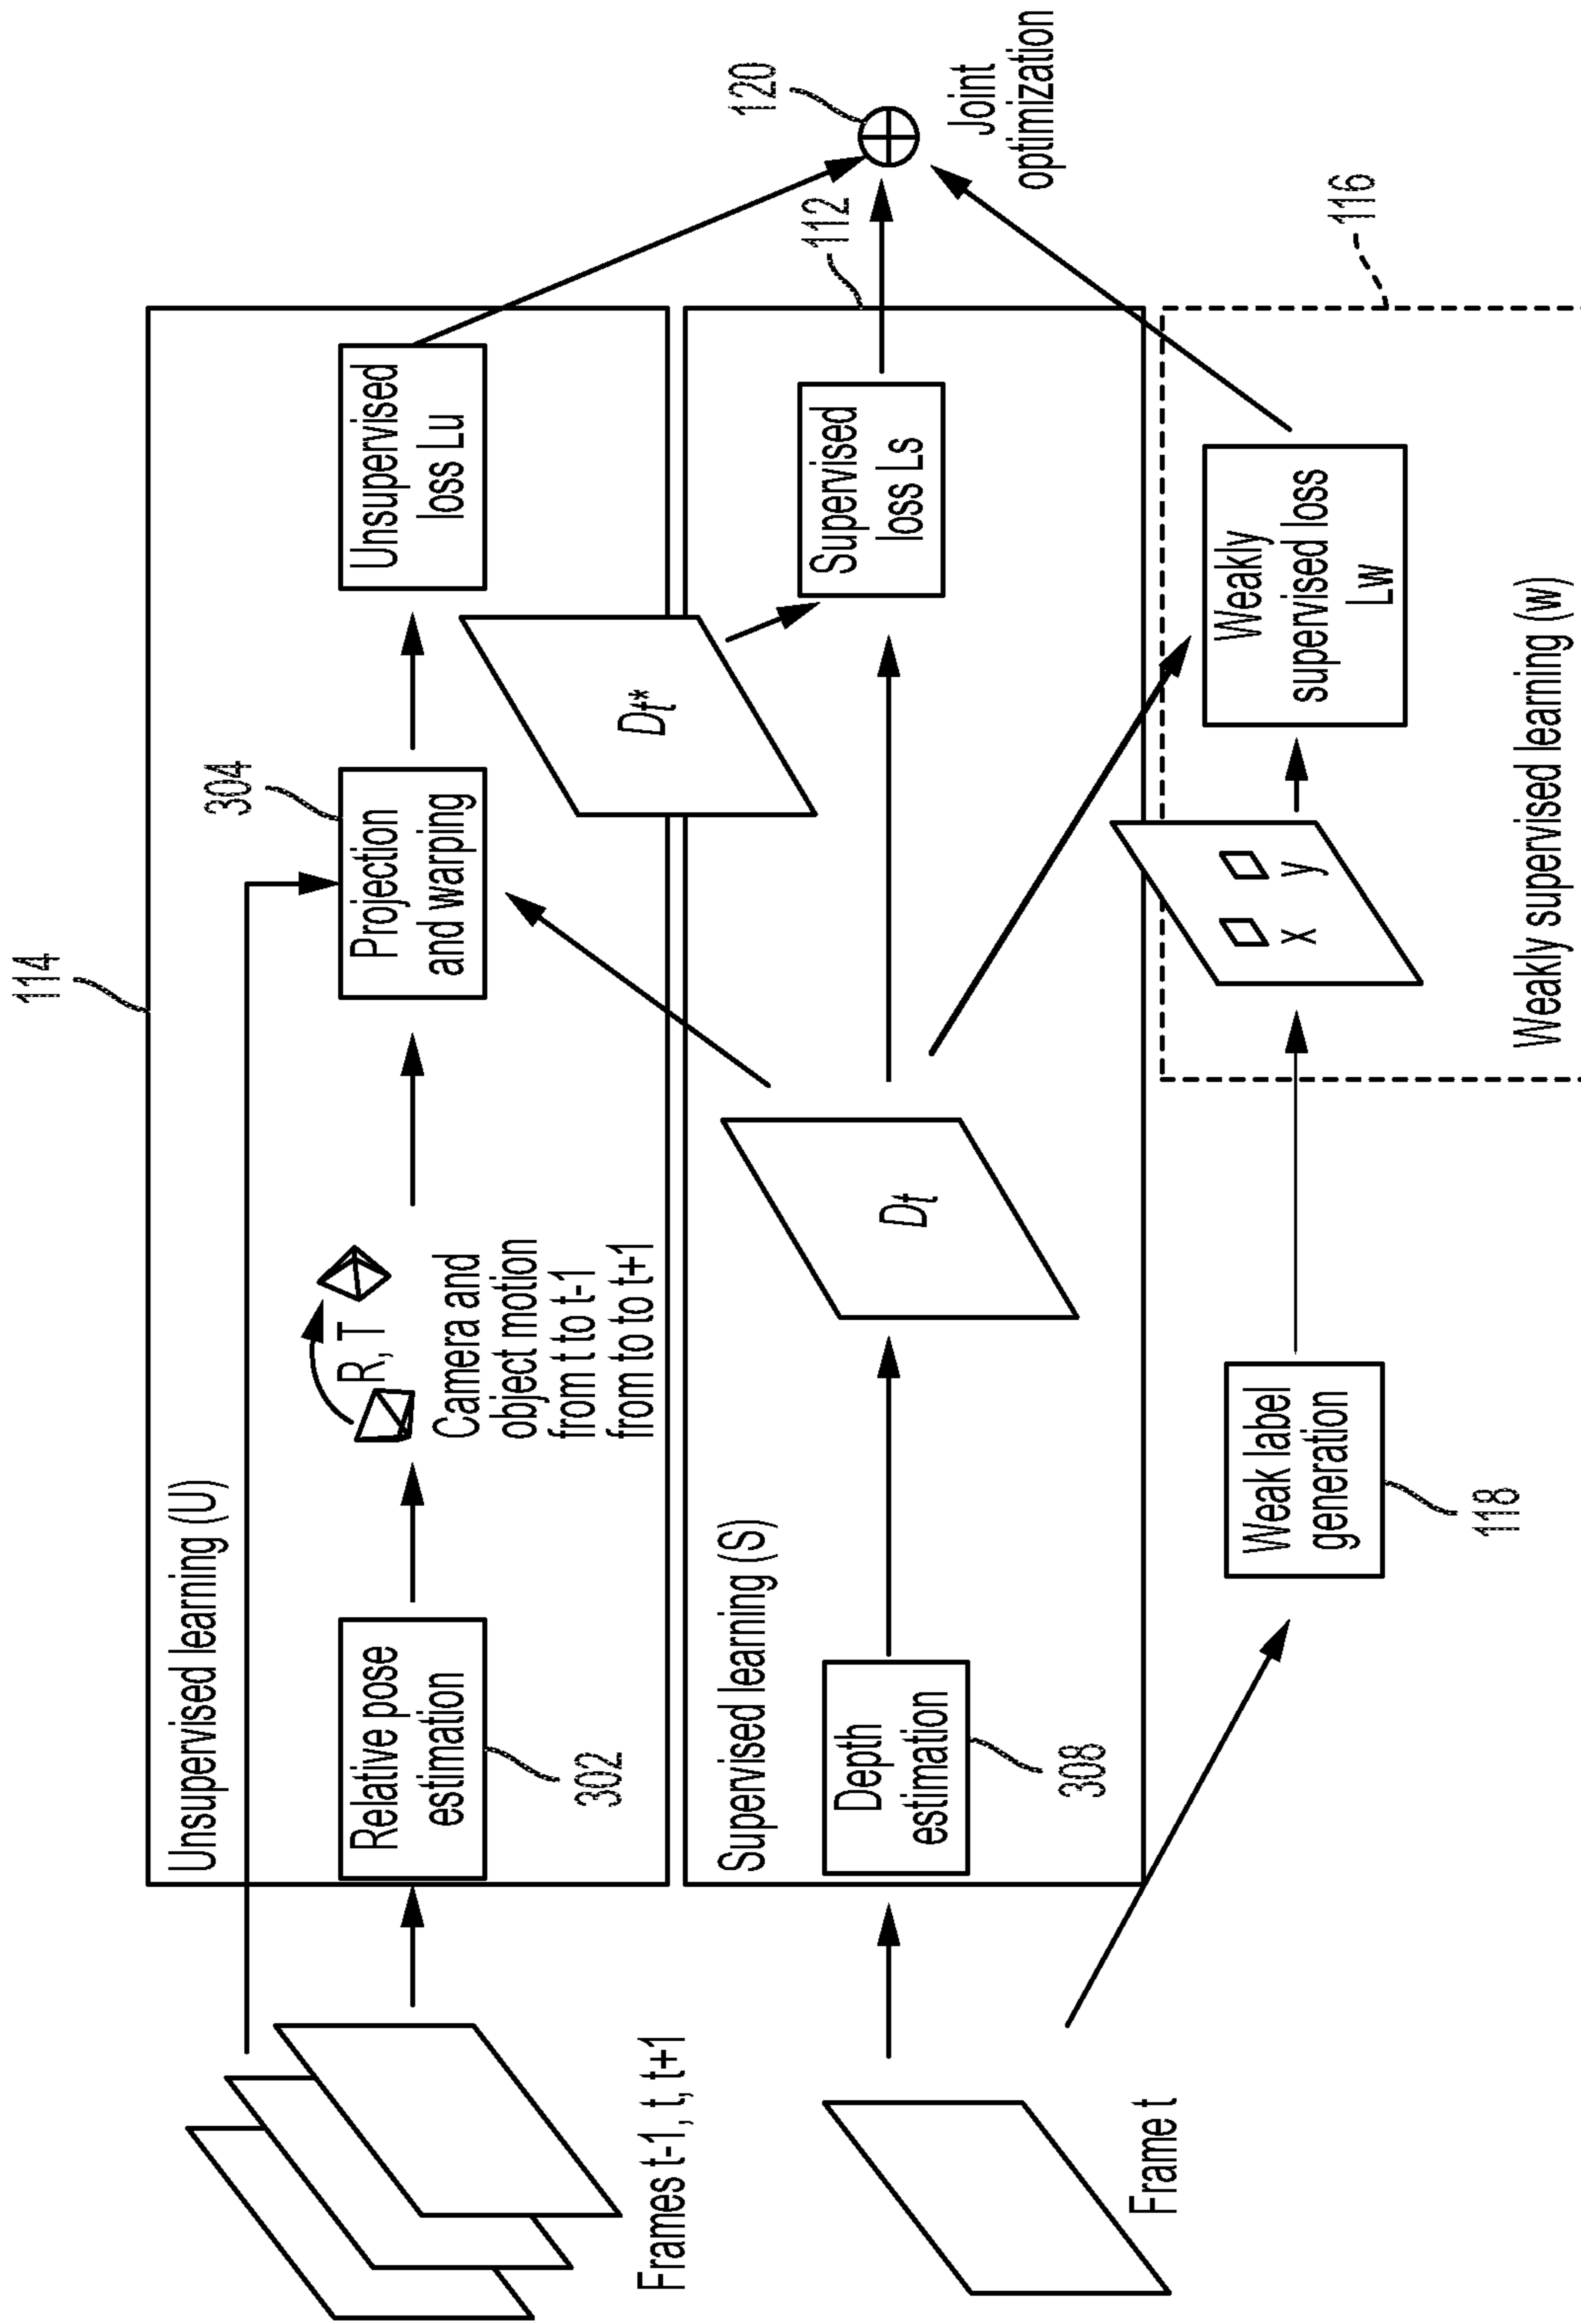 114
Unsupervised learning (U)
304
Relative pose
estimation
302
R, T
Camera and
object motion
from t to t-1
from to to t+1
Projection
and warping
Unsupervised
loss Lu
Frames t-1, t, t+1
120
Joint
optimization
112
Supervised learning (S)
Depth
estimation
308
Dt
Dt*
Supervised
loss Ls
Frame t
116
Weak label
generation
118
x
y
Weakly
supervised loss
Lw
Weakly supervised learning (w)